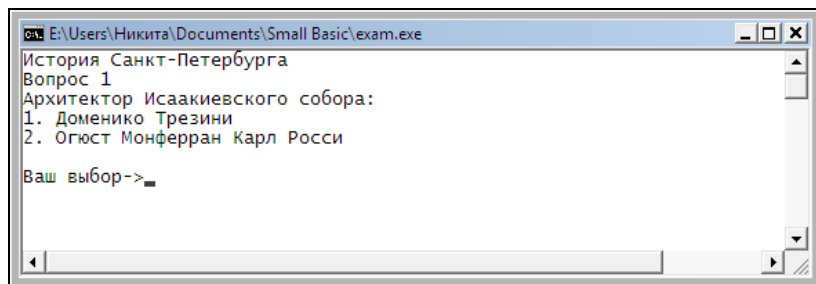 E:\Users\Никита\Documents\Small Basic\exam.exe
История Санкт-Петербурга
Вопрос 1
Архитектор Исаакиевского собора:
1. Доменико Трезини
2. Огюст Монферран Карл Росси
Ваш выбор->